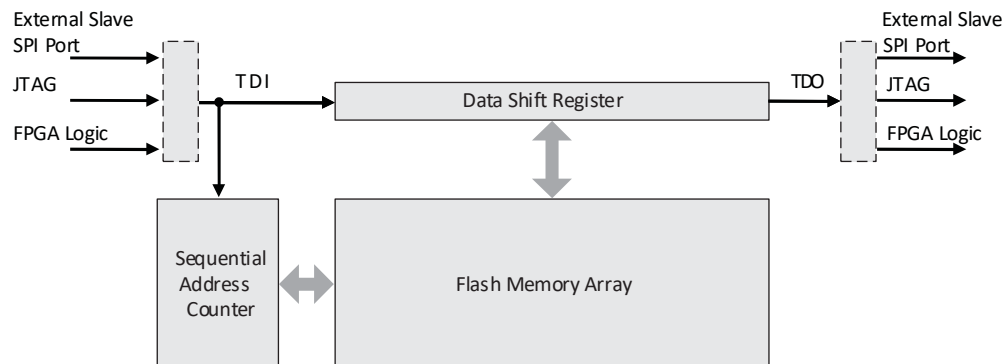 External Slave
SPI Port
JTAG
FPGA Logic
TDI
Data Shift Register
TDO
External Slave
SPI Port
JTAG
FPGA Logic
Sequential
Address
Counter
Flash Memory Array